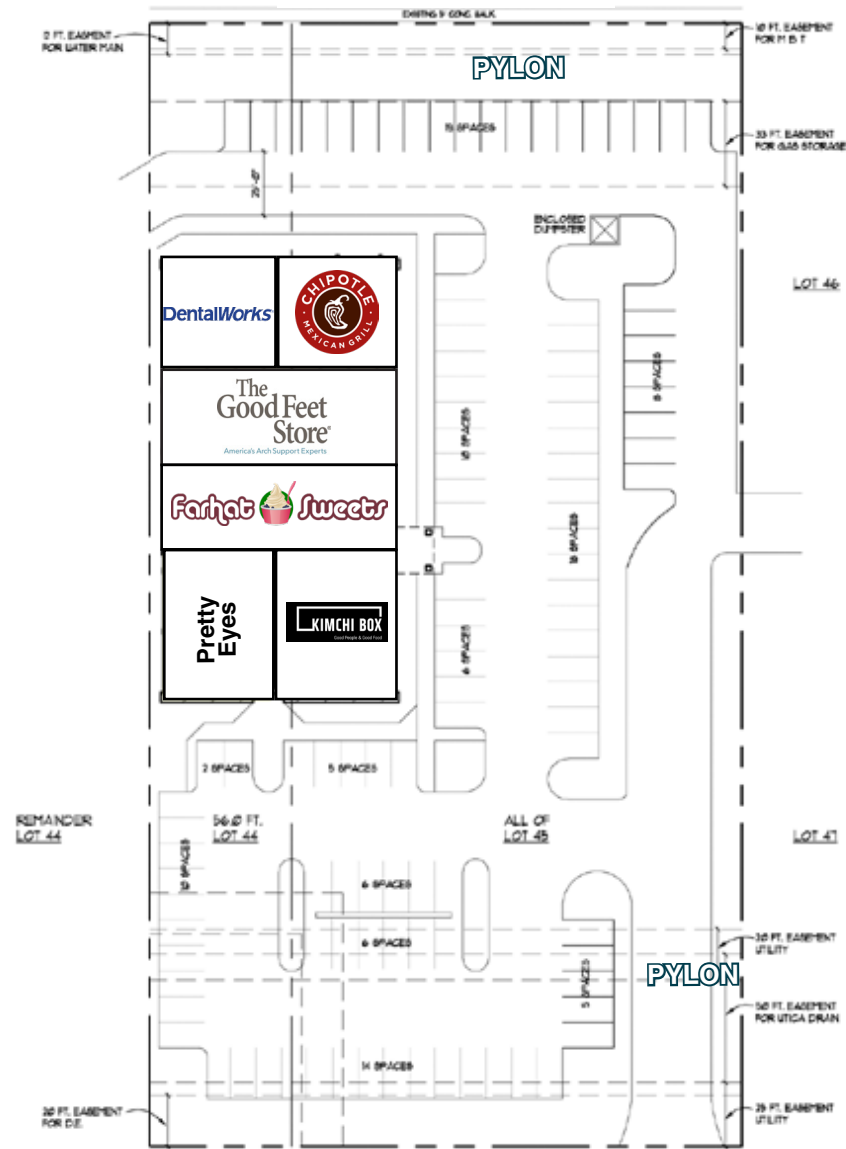 EXISTING 5' CONC. WALK
12 FT. EASMENT
FOR WATER MAIN
10 FT. EASEMENT
FOR M B T
PYLON
15 SPACES
33 FT. EASEMENT
FOR GAS STORAGE
ENCLOSED
DUMPSTER
LOT 46
DentalWorks
CHIPOTLE
MEXICAN GRILL
8 SPACES
The
Good Feet
Store
America's Arch Support Experts
10 SPACES
Farhat Sweets
18 SPACES
Pretty
Eyes
KIMCHI BOX
Good People & Good Food
6 SPACES
2 SPACES
5 SPACES
REMAINDER
LOT 44
56.0 FT.
LOT 44
ALL OF
LOT 45
LOT 47
10 SPACES
6 SPACES
6 SPACES
20 FT. EASEMENT
UTILITY
PYLON
5 SPACES
50 FT. EASEMENT
FOR UTICA DRAIN
14 SPACES
20 FT. EASEMENT
FOR D.E.
25 FT. EASEMENT
UTILITY